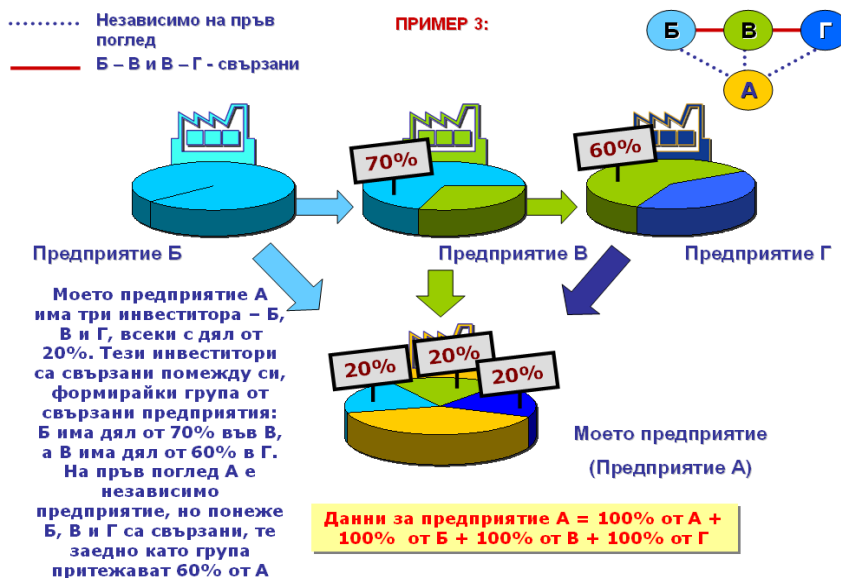 Независимо на пръв
поглед
Б – В и В – Г - свързани
ПРИМЕР 3:
Б
В
Г
А
70%
60%
Предприятие Б
Предприятие В
Предприятие Г
Моето предприятие А
има три инвеститора – Б,
В и Г, всеки с дял от
20%. Тези инвеститори
са свързани помежду си,
формирайки група от
свързани предприятия:
Б има дял от 70% във В,
а В има дял от 60% в Г.
На пръв поглед А е
независимо
предприятие, но понеже
Б, В и Г са свързани, те
заедно като група
притежават 60% от А
20%
20%
20%
Моето предприятие
(Предприятие А)
Данни за предприятие А = 100% от А +
100% от Б + 100% от В + 100% от Г